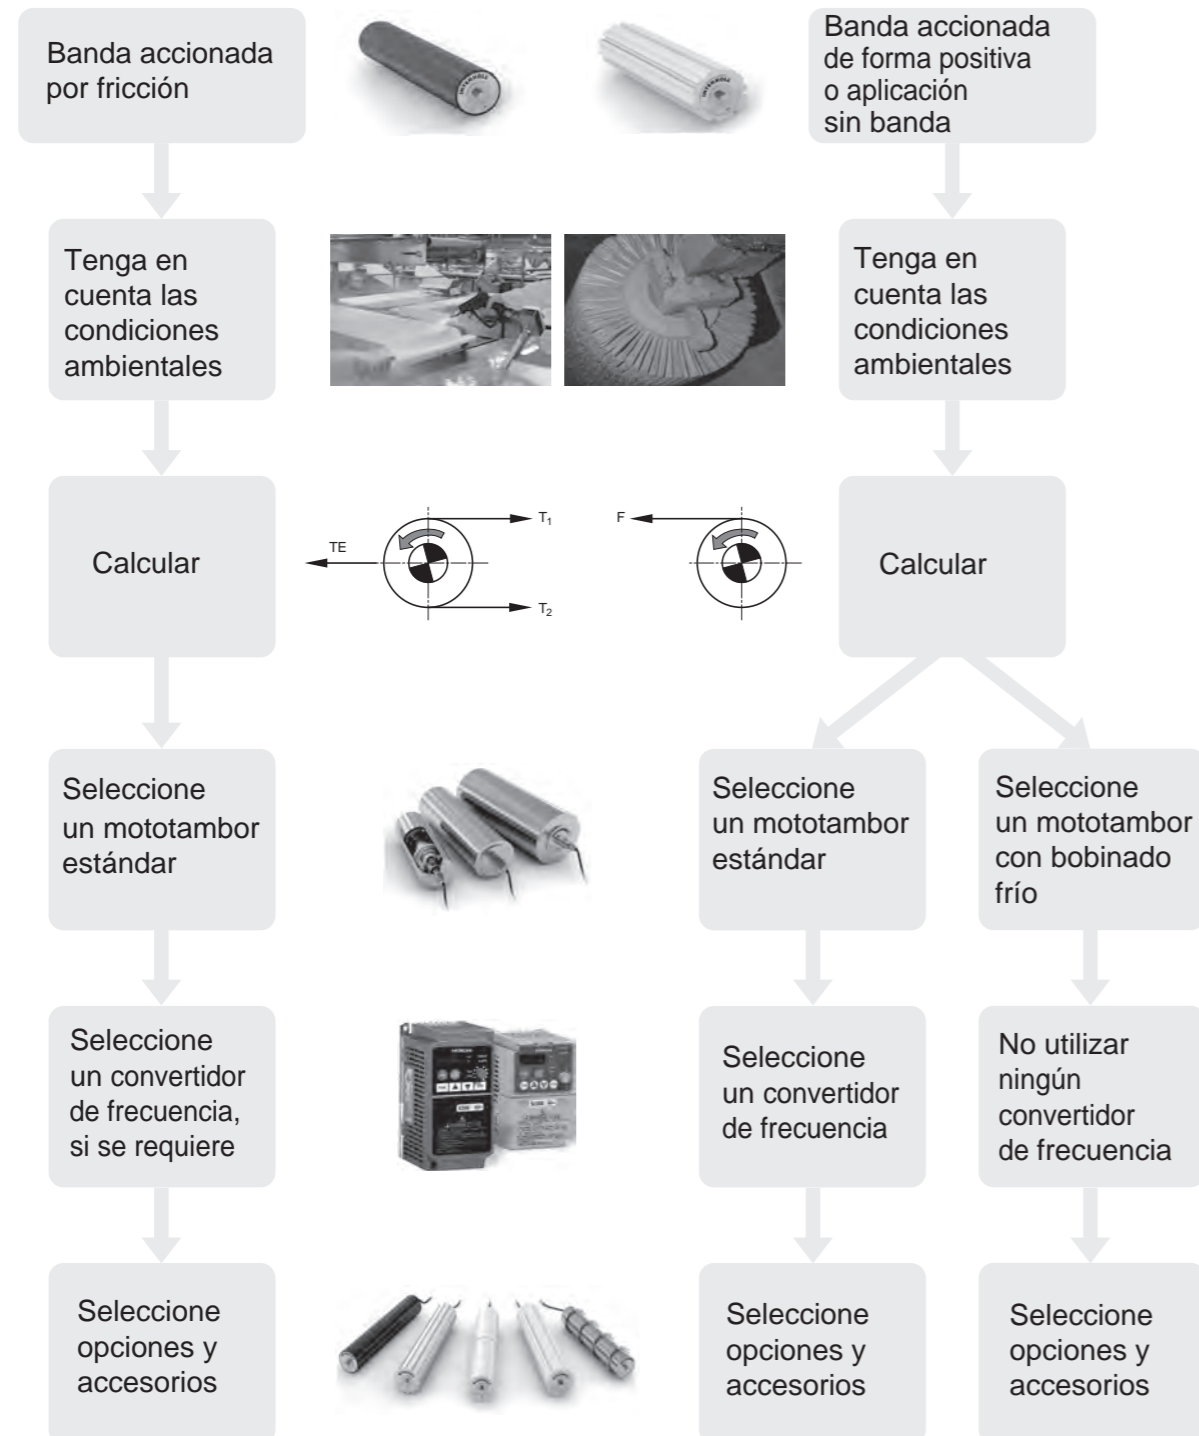 Banda accionada
por fricción
Banda accionada
de forma positiva
o aplicación
sin banda
Tenga en
cuenta las
condiciones
ambientales
Tenga en
cuenta las
condiciones
ambientales
Calcular
TE
T1
T2
F
Calcular
Seleccione
un mototambor
estándar
Seleccione
un mototambor
estándar
Seleccione
un mototambor
con bobinado
frío
Seleccione
un convertidor
de frecuencia,
si se requiere
Seleccione
un convertidor
de frecuencia
No utilizar
ningún
convertidor
de frecuencia
Seleccione
opciones y
accesorios
Seleccione
opciones y
accesorios
Seleccione
opciones y
accesorios